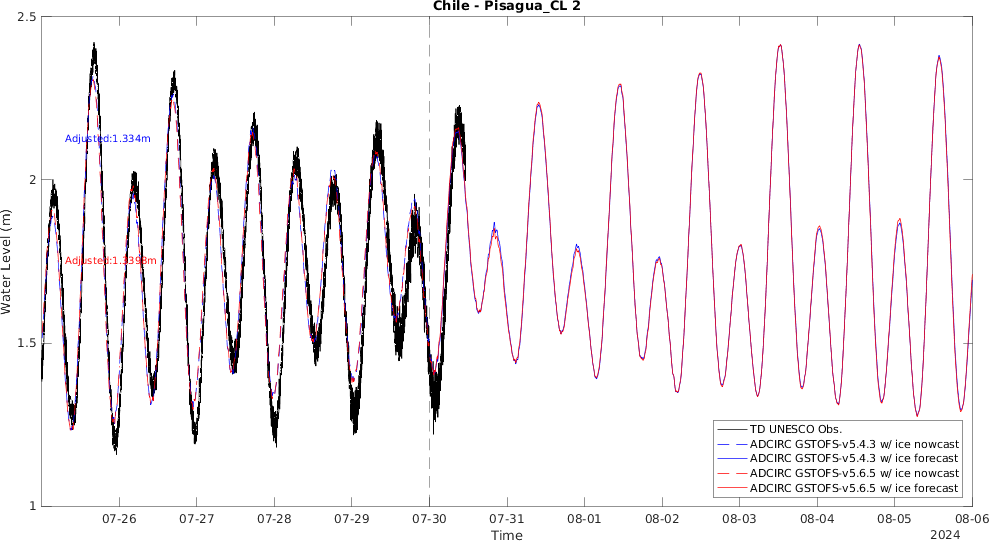 Chile - Pisagua_CL 2
2.5
2
1.5
1
Water Level (m)
Adjusted:1.334m
Adjusted:1.3393m
07-26
07-27
07-28
07-29
07-30
07-31
08-01
08-02
08-03
08-04
08-05
08-06
Time
2024
TD UNESCO Obs.
ADCIRC GSTOFS-v5.4.3 w/ ice nowcast
ADCIRC GSTOFS-v5.4.3 w/ ice forecast
ADCIRC GSTOFS-v5.6.5 w/ ice nowcast
ADCIRC GSTOFS-v5.6.5 w/ ice forecast